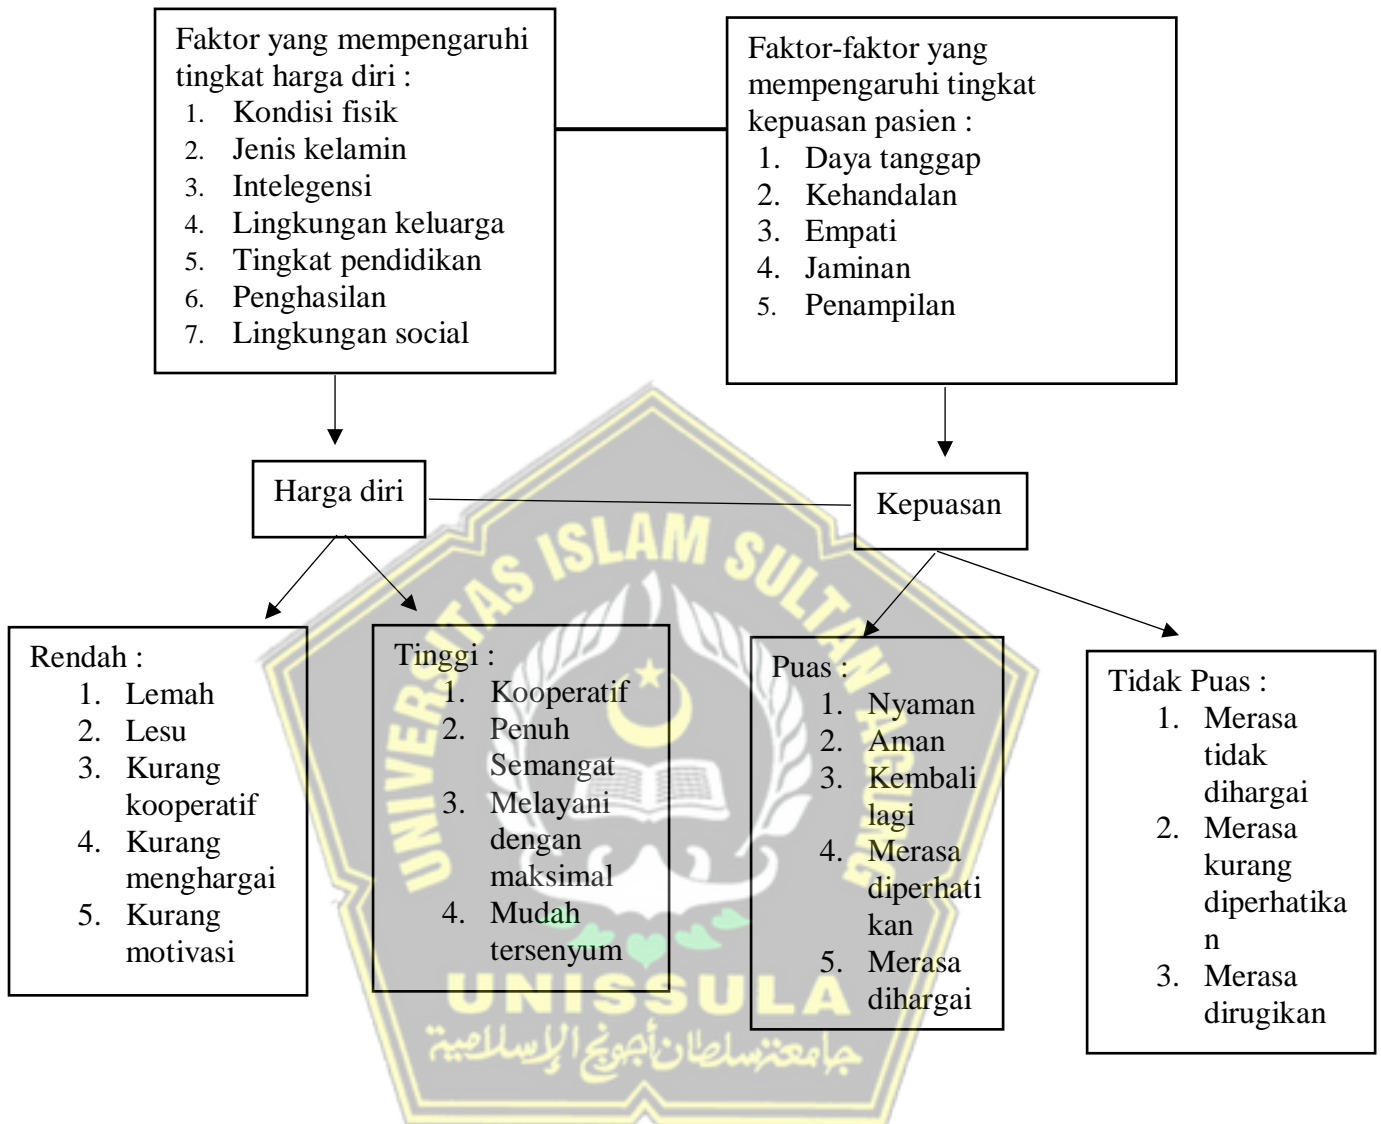 Faktor yang mempengaruhi
tingkat harga diri :
1. Kondisi fisik
2. Jenis kelamin
3. Intelegensi
4. Lingkungan keluarga
5. Tingkat pendidikan
6. Penghasilan
7. Lingkungan social
Faktor-faktor yang
mempengaruhi tingkat
kepuasan pasien :
1. Daya tanggap
2. Kehandalan
3. Empati
4. Jaminan
5. Penampilan
Harga diri
Kepuasan
Rendah :
1. Lemah
2. Lesu
3. Kurang
kooperatif
4. Kurang
menghargai
5. Kurang
motivasi
Tinggi :
1. Kooperatif
2. Penuh
Semangat
3. Melayani
dengan
maksimal
4. Mudah
tersenyum
Puas :
1. Nyaman
2. Aman
3. Kembali
lagi
4. Merasa
diperhati
kan
5. Merasa
dihargai
Tidak Puas :
1. Merasa
tidak
dihargai
2. Merasa
kurang
diperhatika
n
3. Merasa
dirugikan
UNIVERSITAS ISLAM SULTAN AGUNG
UNISSULA
جامعة سلطان أجونج الإسلامية